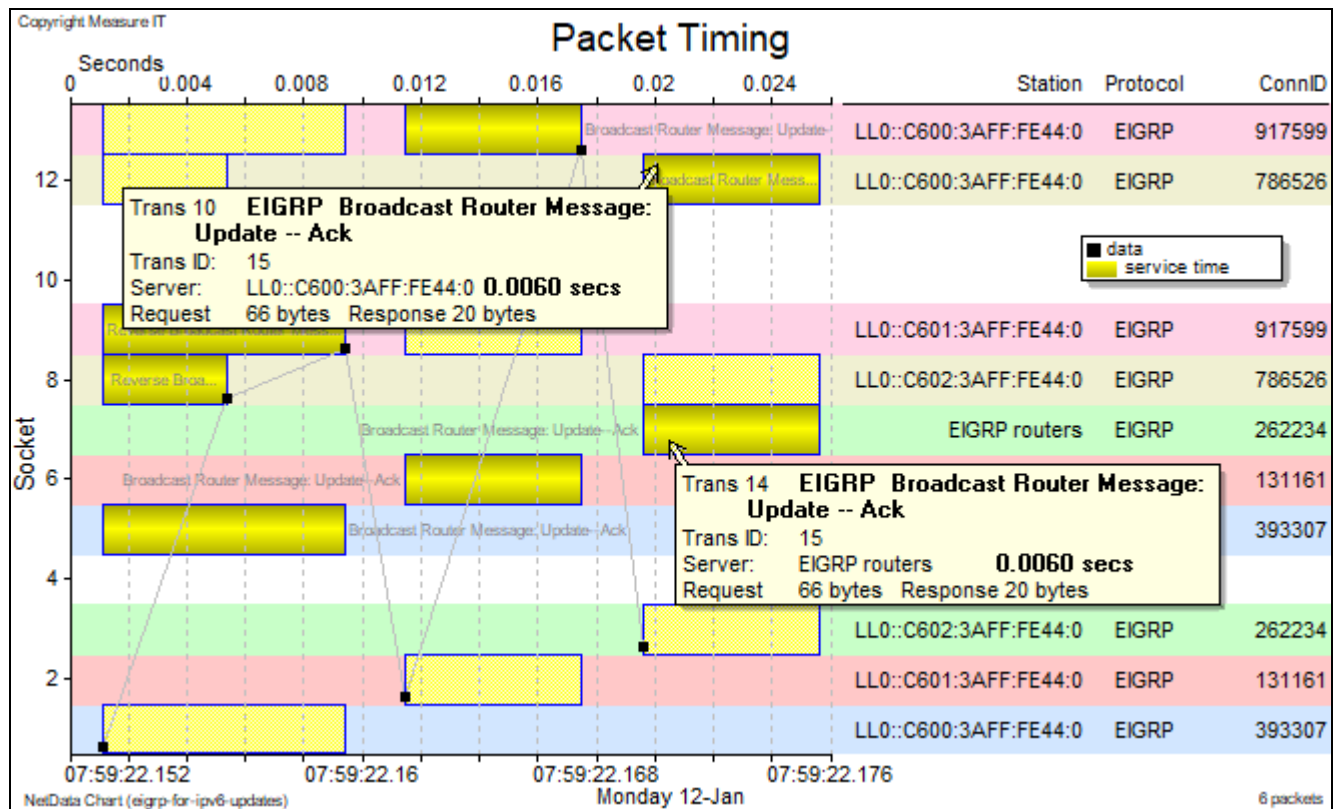 Copyright Measure IT
Packet Timing
Seconds
0 0.004 0.008 0.012 0.016 0.02 0.024
Station Protocol ConnID
Broadcast Router Message: Update-
LL0::C600:3AFF:FE44:0 EIGRP 917599
12
Broadcast Router Mess...
LL0::C600:3AFF:FE44:0 EIGRP 786526
Trans 10 EIGRP Broadcast Router Message:
Update -- Ack
Trans ID: 15
Server: LL0::C600:3AFF:FE44:0 0.0060 secs
Request 66 bytes Response 20 bytes
data
service time
10
Reverse Broadcast Router Mess...
LL0::C601:3AFF:FE44:0 EIGRP 917599
8
Reverse Broa...
LL0::C602:3AFF:FE44:0 EIGRP 786526
Socket
Broadcast Router Message: Update--Ack
EIGRP routers EIGRP 262234
6
Broadcast Router Message: Update--Ack
131161
Trans 14 EIGRP Broadcast Router Message:
Update -- Ack
Trans ID: 15
Server: EIGRP routers 0.0060 secs
Request 66 bytes Response 20 bytes
Broadcast Router Message: Update--Ack
393307
4
LL0::C602:3AFF:FE44:0 EIGRP 262234
2
LL0::C601:3AFF:FE44:0 EIGRP 131161
LL0::C600:3AFF:FE44:0 EIGRP 393307
07:59:22.152 07:59:22.16 07:59:22.168 07:59:22.176
NetData Chart (eigrp-for-ipv6-updates)
Monday 12-Jan
6 packets